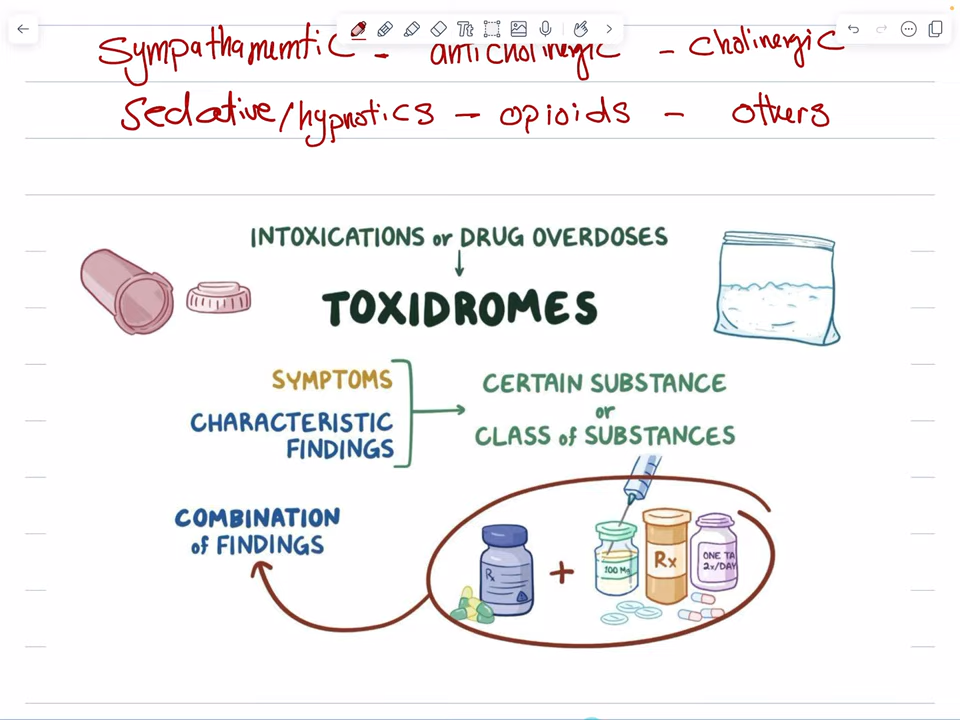 Sympathamemtic - anticholinergic - cholinergic
Sedative/hypnotics - opioids - others
INTOXICATIONS or DRUG OVERDOSES
TOXIDROMES
SYMPTOMS
CHARACTERISTIC
FINDINGS
CERTAIN SUBSTANCE
or
CLASS of SUBSTANCES
COMBINATION
of FINDINGS
Rx
+
100 MG
Rx
ONE TA
2x/DAY